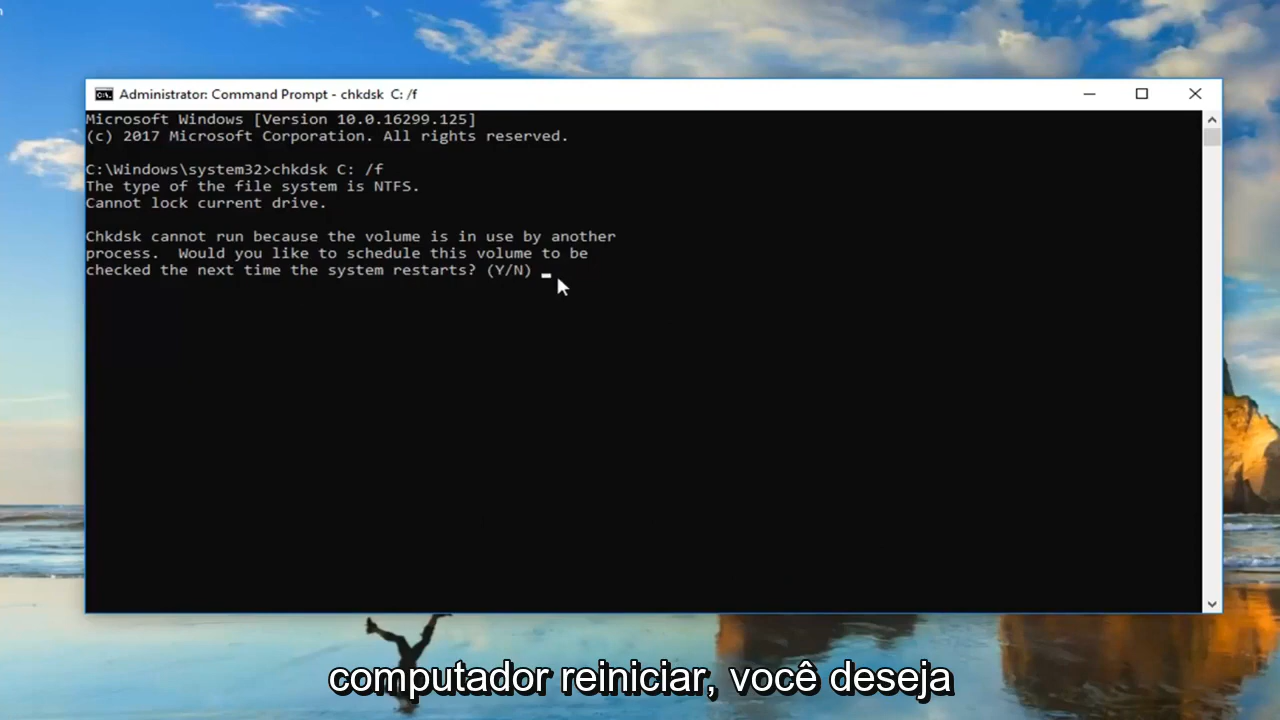 Administrator: Command Prompt - chkdsk  C: /f
Microsoft Windows [Version 10.0.16299.125]
(c) 2017 Microsoft Corporation. All rights reserved.
C:\Windows\system32>chkdsk C: /f
The type of the file system is NTFS.
Cannot lock current drive.
Chkdsk cannot run because the volume is in use by another
process.  Would you like to schedule this volume to be
checked the next time the system restarts? (Y/N)
computador reiniciar, você deseja